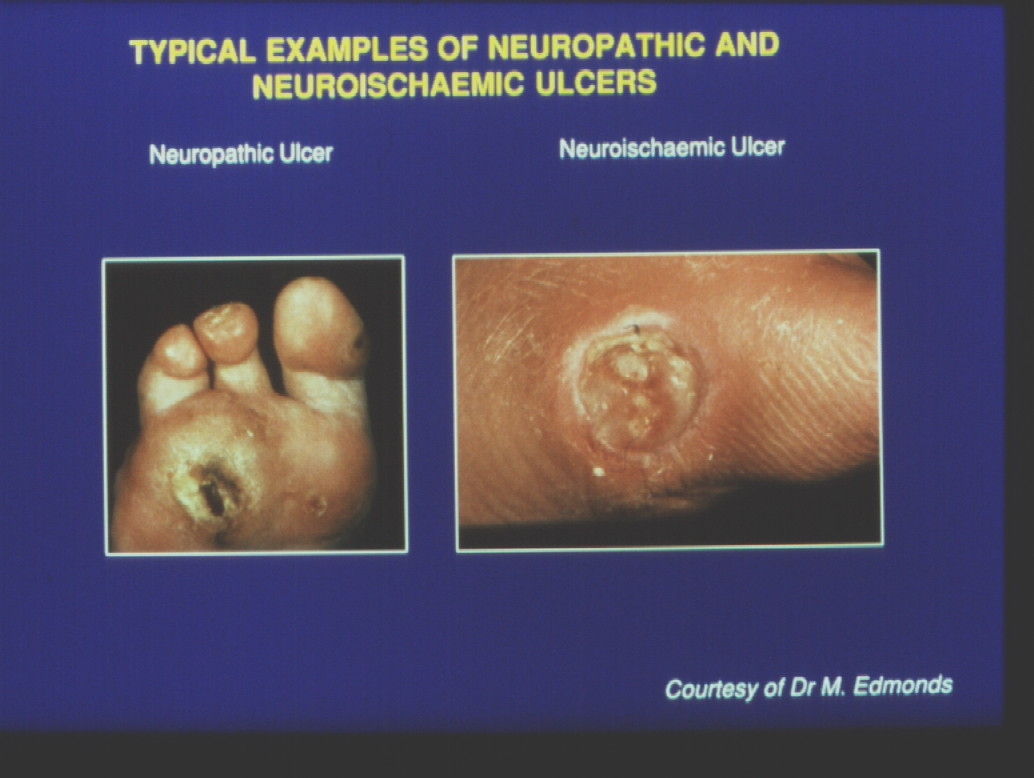 TYPICAL EXAMPLES OF NEUROPATHIC AND
NEUROISCHAEMIC ULCERS
Neuropathic Ulcer
Neuroischaemic Ulcer
Courtesy of Dr M. Edmonds